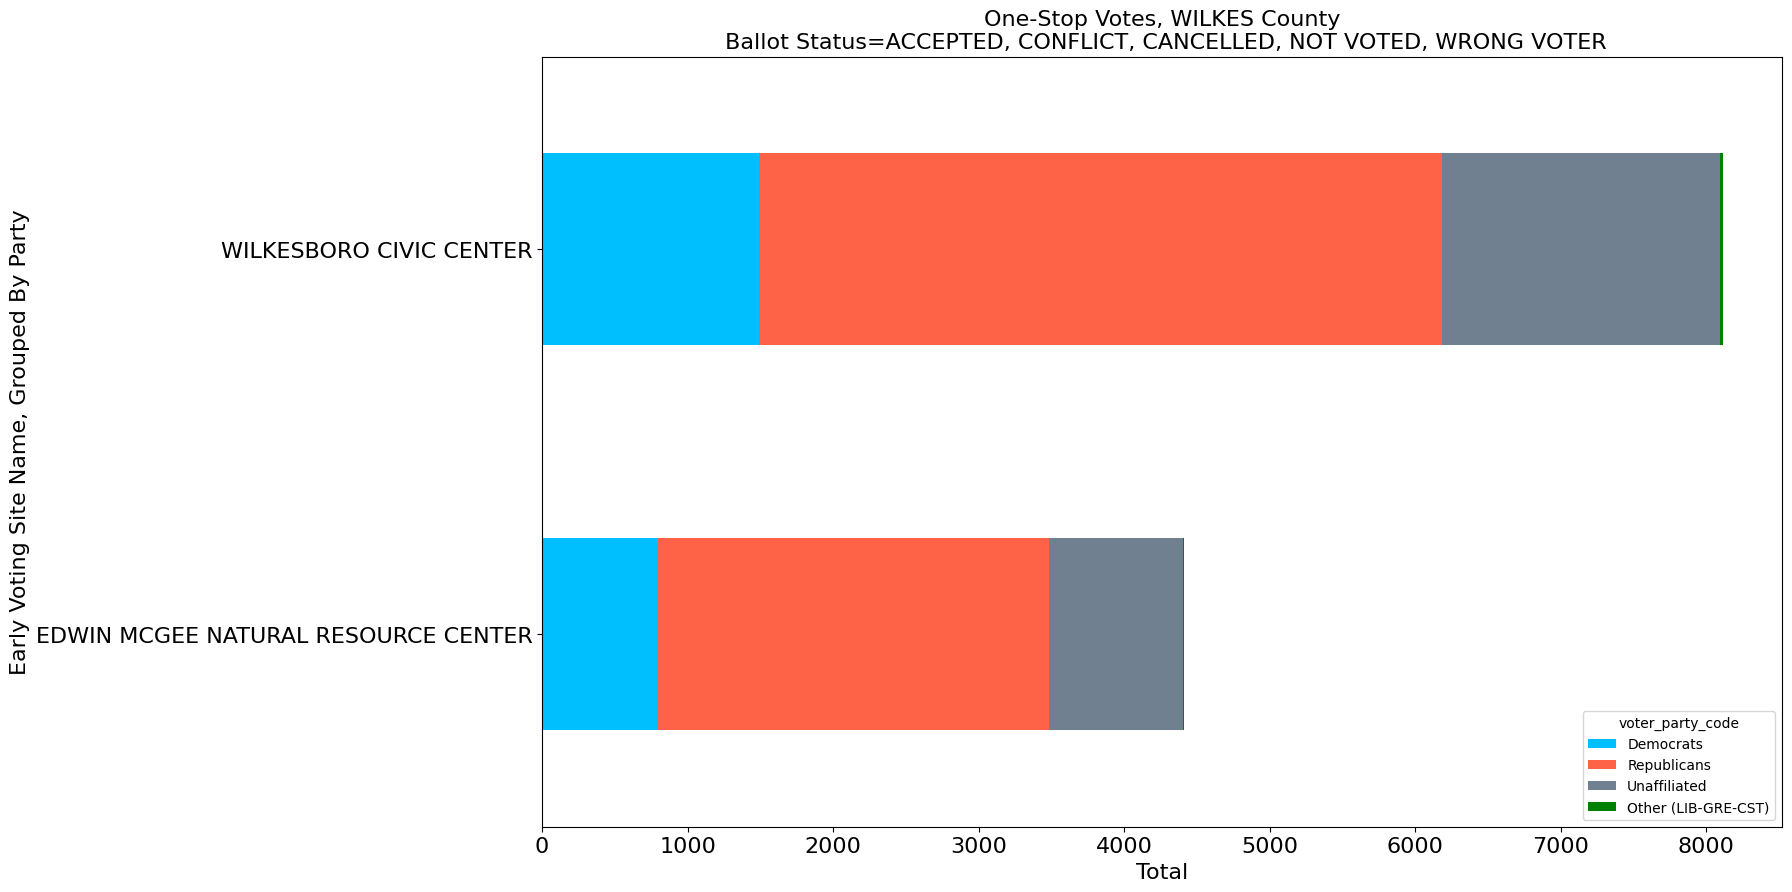 One-Stop Votes, WILKES County
Ballot Status=ACCEPTED, CONFLICT, CANCELLED, NOT VOTED, WRONG VOTER
Early Voting Site Name, Grouped By Party
WILKESBORO CIVIC CENTER
EDWIN MCGEE NATURAL RESOURCE CENTER
voter_party_code
Democrats
Republicans
Unaffiliated
Other (LIB-GRE-CST)
0 1000 2000 3000 4000 5000 6000 7000 8000
Total